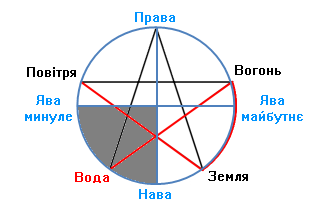 Права
Повітря
Вогонь
Ява
минуле
Ява
майбутнє
Вода
Земля
Нава